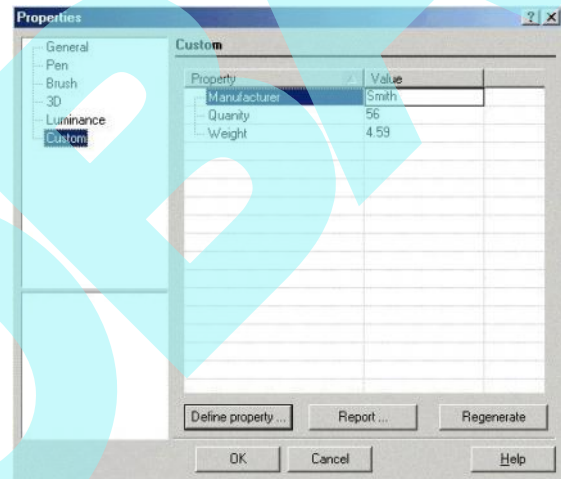 Properties
? X
General
Pen
Brush
3D
Luminance
Custom
Custom
Property Value
Manufacturer Smith
Quanity 56
Weight 4.59
Define property ... Report ... Regenerate
OK Cancel Help